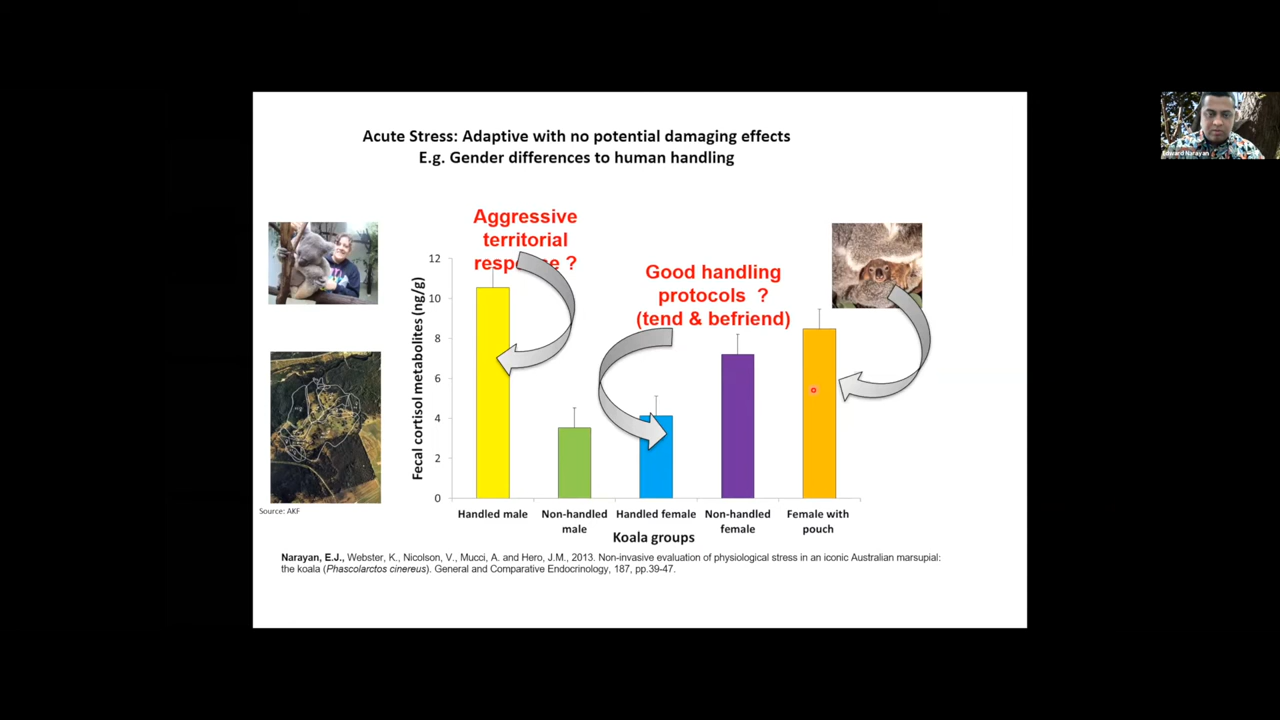 Acute Stress: Adaptive with no potential damaging effects
E.g. Gender differences to human handling
Aggressive
territorial
? 
Good handling
protocols ?
(tend & befriend)
Fecal cortisol metabolites (ng/g)
12
10
8
6
4
2
0
Handled male
Non-handled
male
Handled female
Non-handled
female
Female with
pouch
Koala groups
Source: AKF
Narayan, E.J., Webster, K., Nicolson, V., Mucci, A. and Hero, J.M., 2013. Non-invasive evaluation of physiological stress in an iconic Australian marsupial:
the koala (Phascolarctos cinereus). General and Comparative Endocrinology, 187, pp.39-47.
Edward Narayan